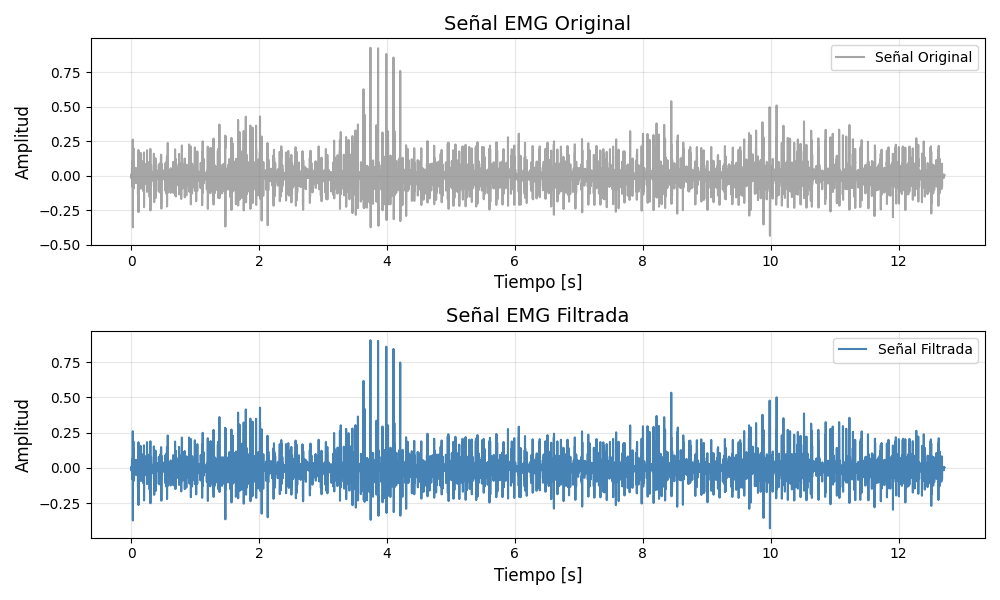 Señal EMG Original
Señal Original
0.75
0.50
0.25
0.00
−0.25
−0.50
Amplitud
0 2 4 6 8 10 12
Tiempo [s]
Señal EMG Filtrada
Señal Filtrada
0.75
0.50
0.25
0.00
−0.25
Amplitud
0 2 4 6 8 10 12
Tiempo [s]